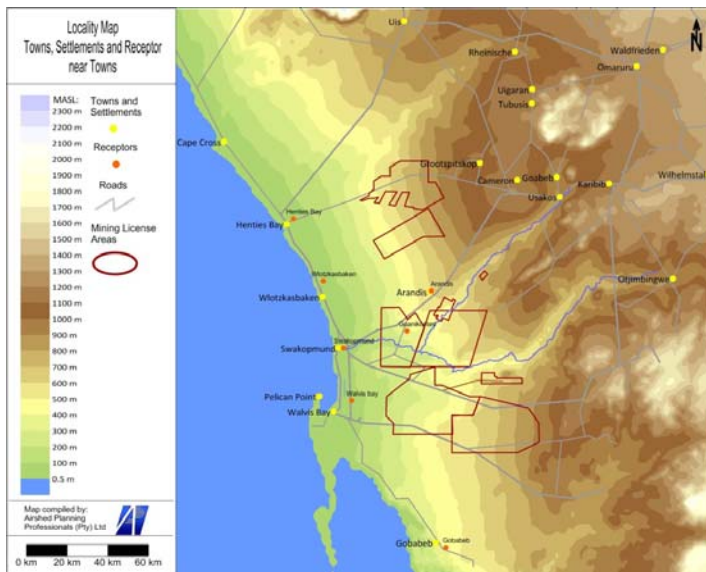 Locality Map
Towns, Settlements and Receptor
near Towns
MASL:
2300 m
2200 m
2100 m
2000 m
1900 m
1800 m
1700 m
1600 m
1500 m
1400 m
1300 m
1200 m
1100 m
1000 m
900 m
800 m
700 m
600 m
500 m
400 m
300 m
200 m
100 m
0.5 m
Towns and
Settlements
Receptors
Roads
Mining License
Areas
Map compiled by:
Airshed Planning
Professionals (Pty) Ltd
0 km 20 km 40 km 60 km
N
Uis
Rheinische
Waldfrieden
Omaruru
Uigaran
Tubusis
Cape Cross
Grootspitskop
Cameron
Goabeb
Usakos
Karibib
Wilhelmstal
Henties Bay
Henties Bay
Wlotzkasbaken
Wlotzkasbaken
Arandis
Arandis
Otjimbingwe
Swakopmund
Swakopmund
Pelican Point
Walvis bay
Walvis Bay
Gobabeb
Gobabeb